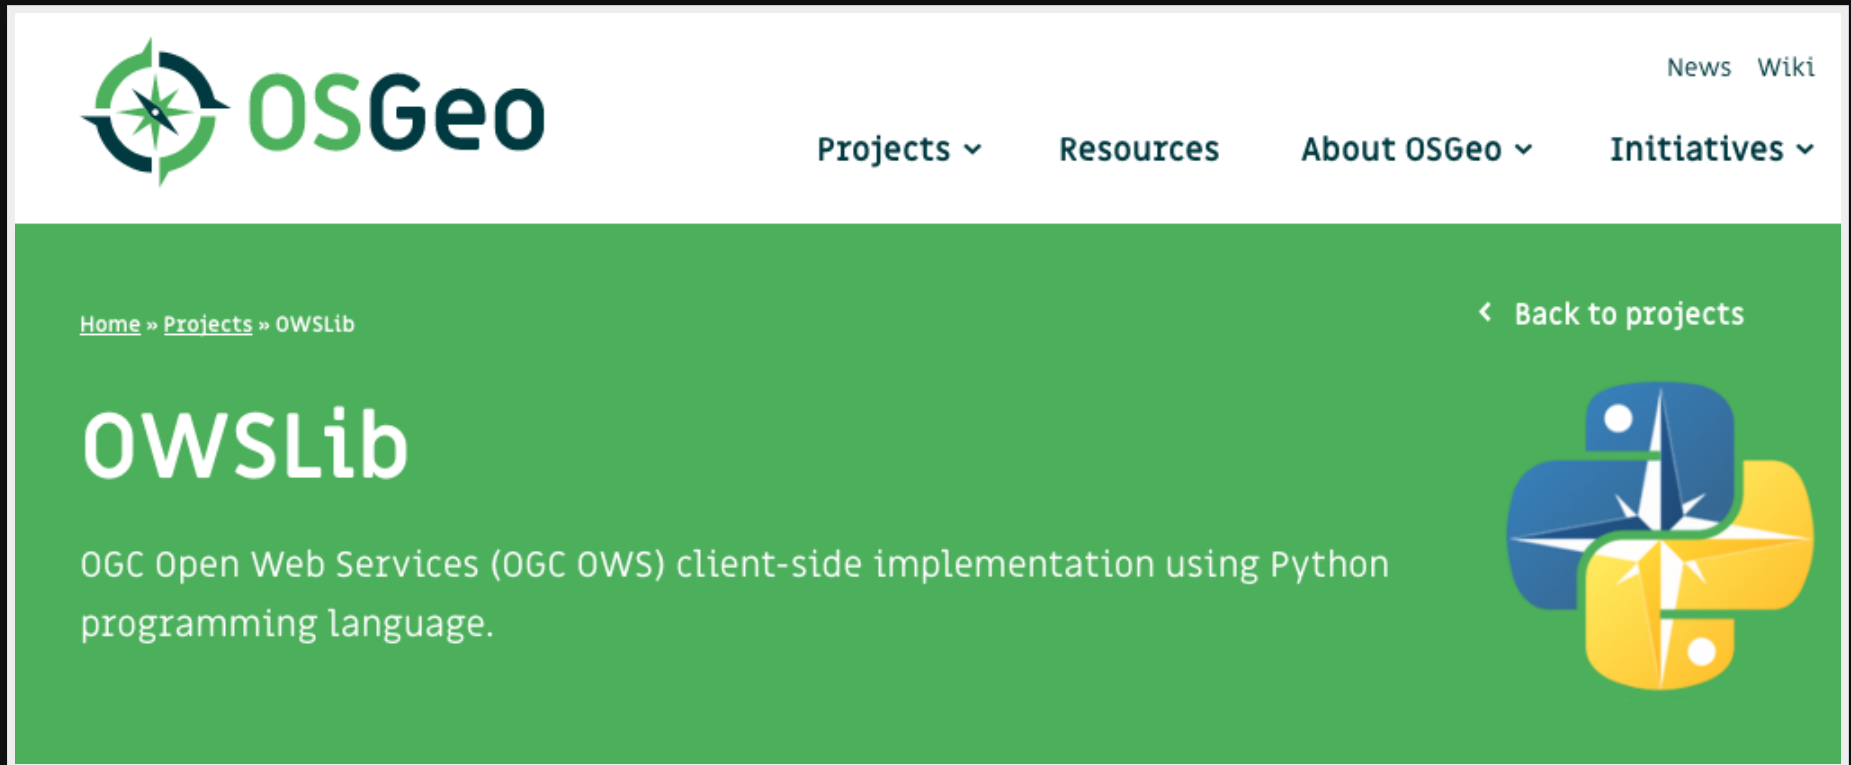 OSGeo
News Wiki
Projects Resources About OSGeo Initiatives
Home » Projects » OWSLib
Back to projects
OWSLib
OGC Open Web Services (OGC OWS) client-side implementation using Python
programming language.